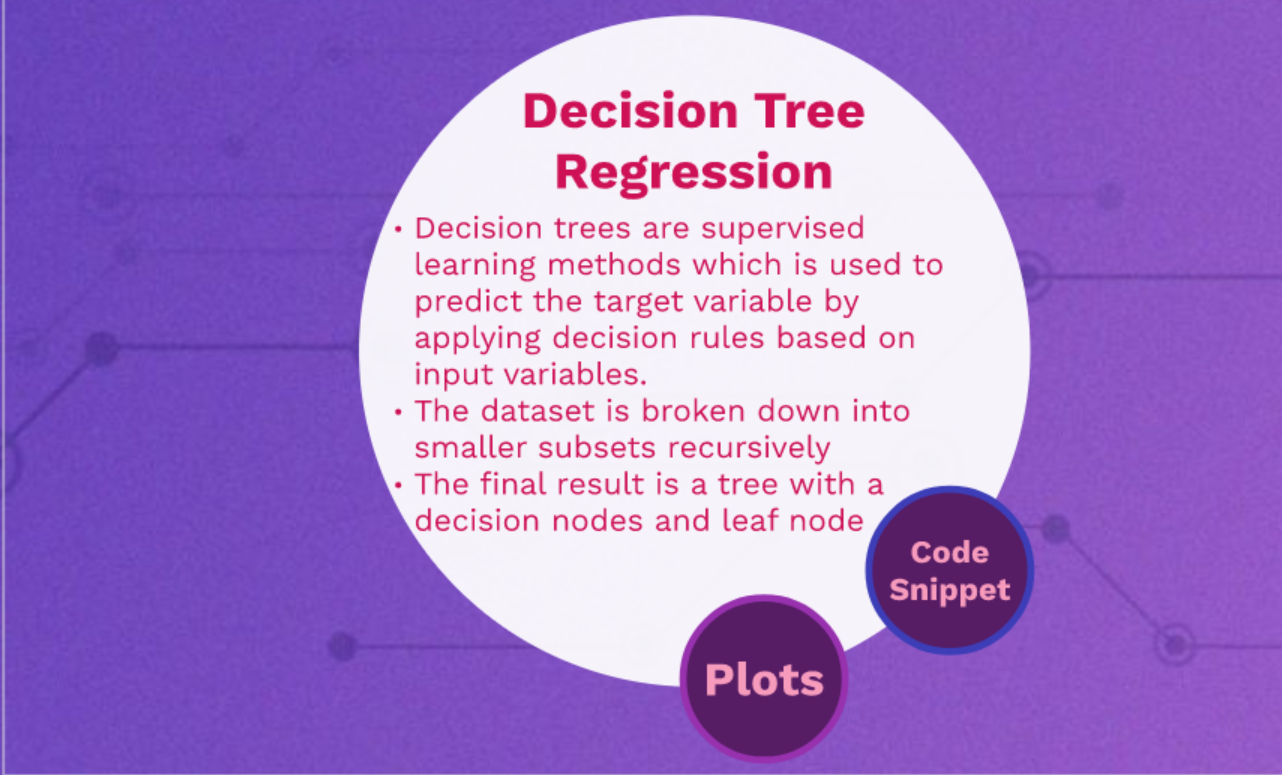 Decision Tree
Regression
• Decision trees are supervised
learning methods which is used to
predict the target variable by
applying decision rules based on
input variables.
• The dataset is broken down into
smaller subsets recursively
• The final result is a tree with a
decision nodes and leaf node
Code
Snippet
Plots